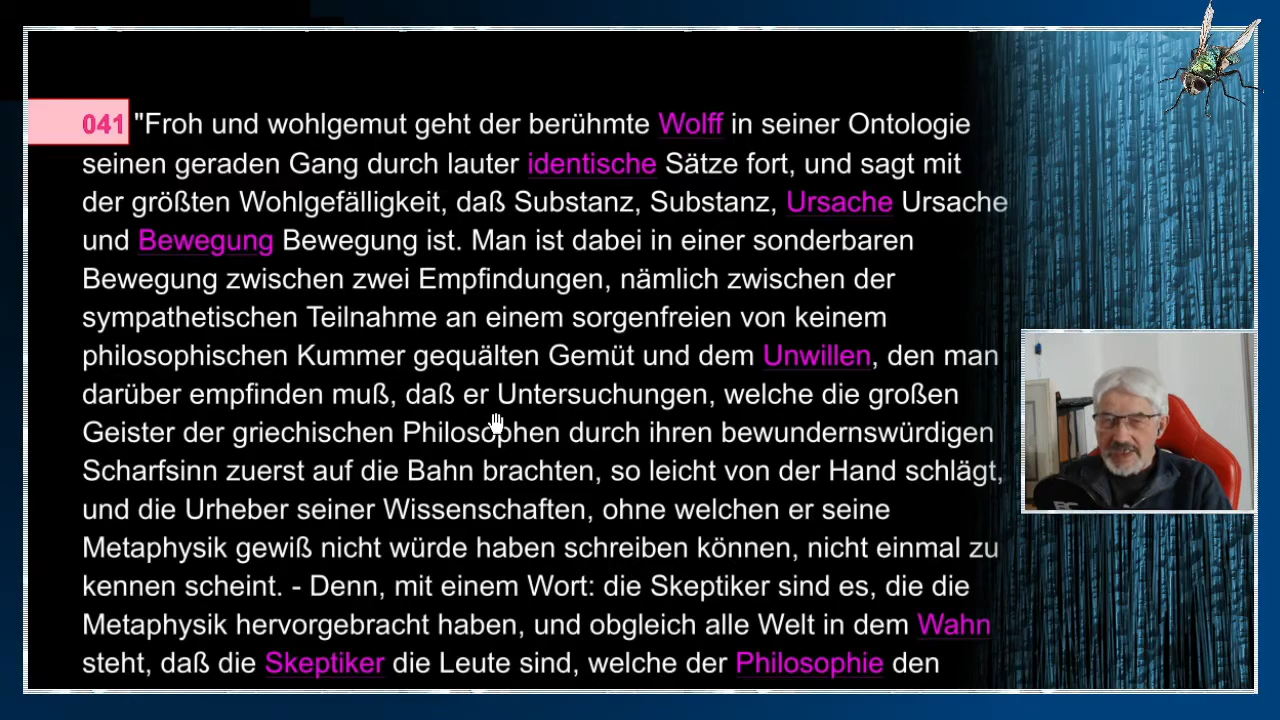 041 "Froh und wohlgemut geht der berühmte Wolff in seiner Ontologie
seinen geraden Gang durch lauter identische Sätze fort, und sagt mit
der größten Wohlgefälligkeit, daß Substanz, Substanz, Ursache Ursache
und Bewegung Bewegung ist. Man ist dabei in einer sonderbaren
Bewegung zwischen zwei Empfindungen, nämlich zwischen der
sympathetischen Teilnahme an einem sorgenfreien von keinem
philosophischen Kummer gequälten Gemüt und dem Unwillen, den man
darüber empfinden muß, daß er Untersuchungen, welche die großen
Geister der griechischen Philosophen durch ihren bewundernswürdigen
Scharfsinn zuerst auf die Bahn brachten, so leicht von der Hand schlägt,
und die Urheber seiner Wissenschaften, ohne welchen er seine
Metaphysik gewiß nicht würde haben schreiben können, nicht einmal zu
kennen scheint. - Denn, mit einem Wort: die Skeptiker sind es, die die
Metaphysik hervorgebracht haben, und obgleich alle Welt in dem Wahn
steht, daß die Skeptiker die Leute sind, welche der Philosophie den